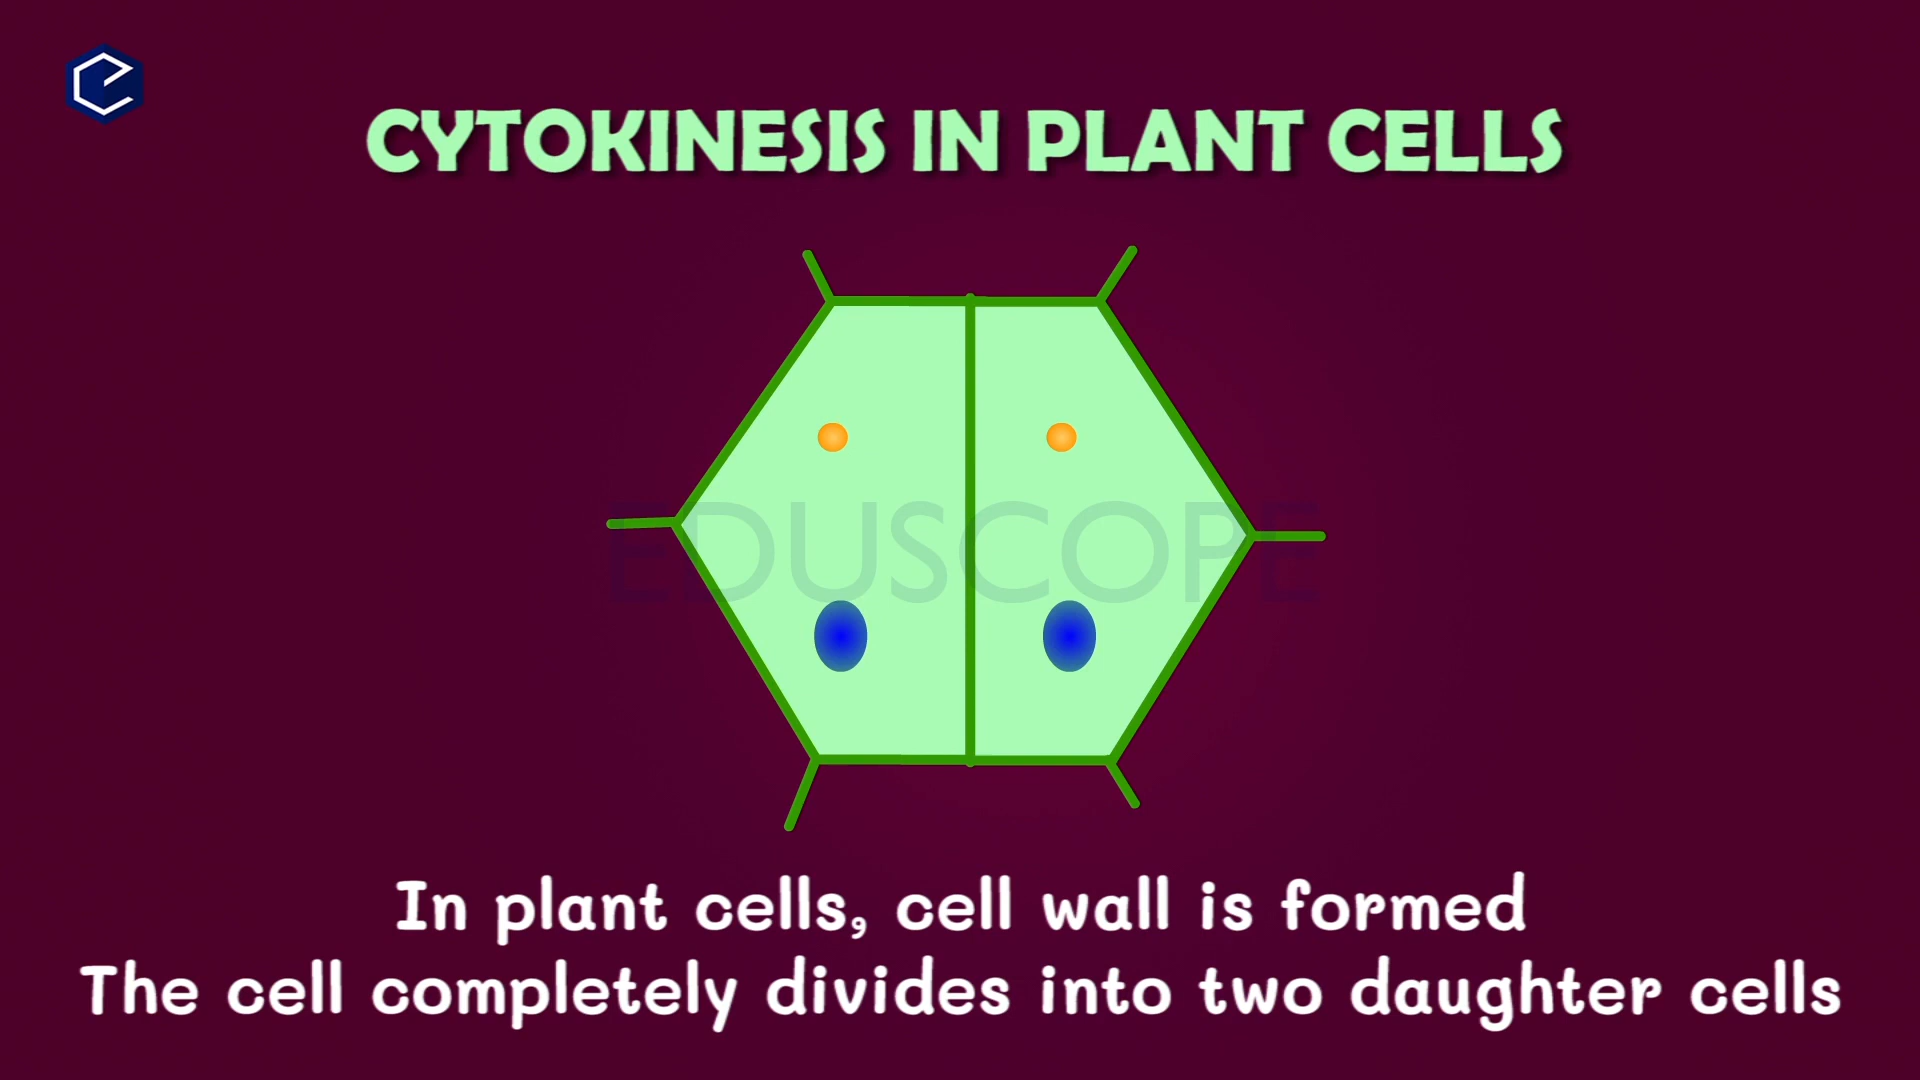 CYTOKINESIS IN PLANT CELLS
EDUSCOPE
In plant cells, cell wall is formed
The cell completely divides into two daughter cells